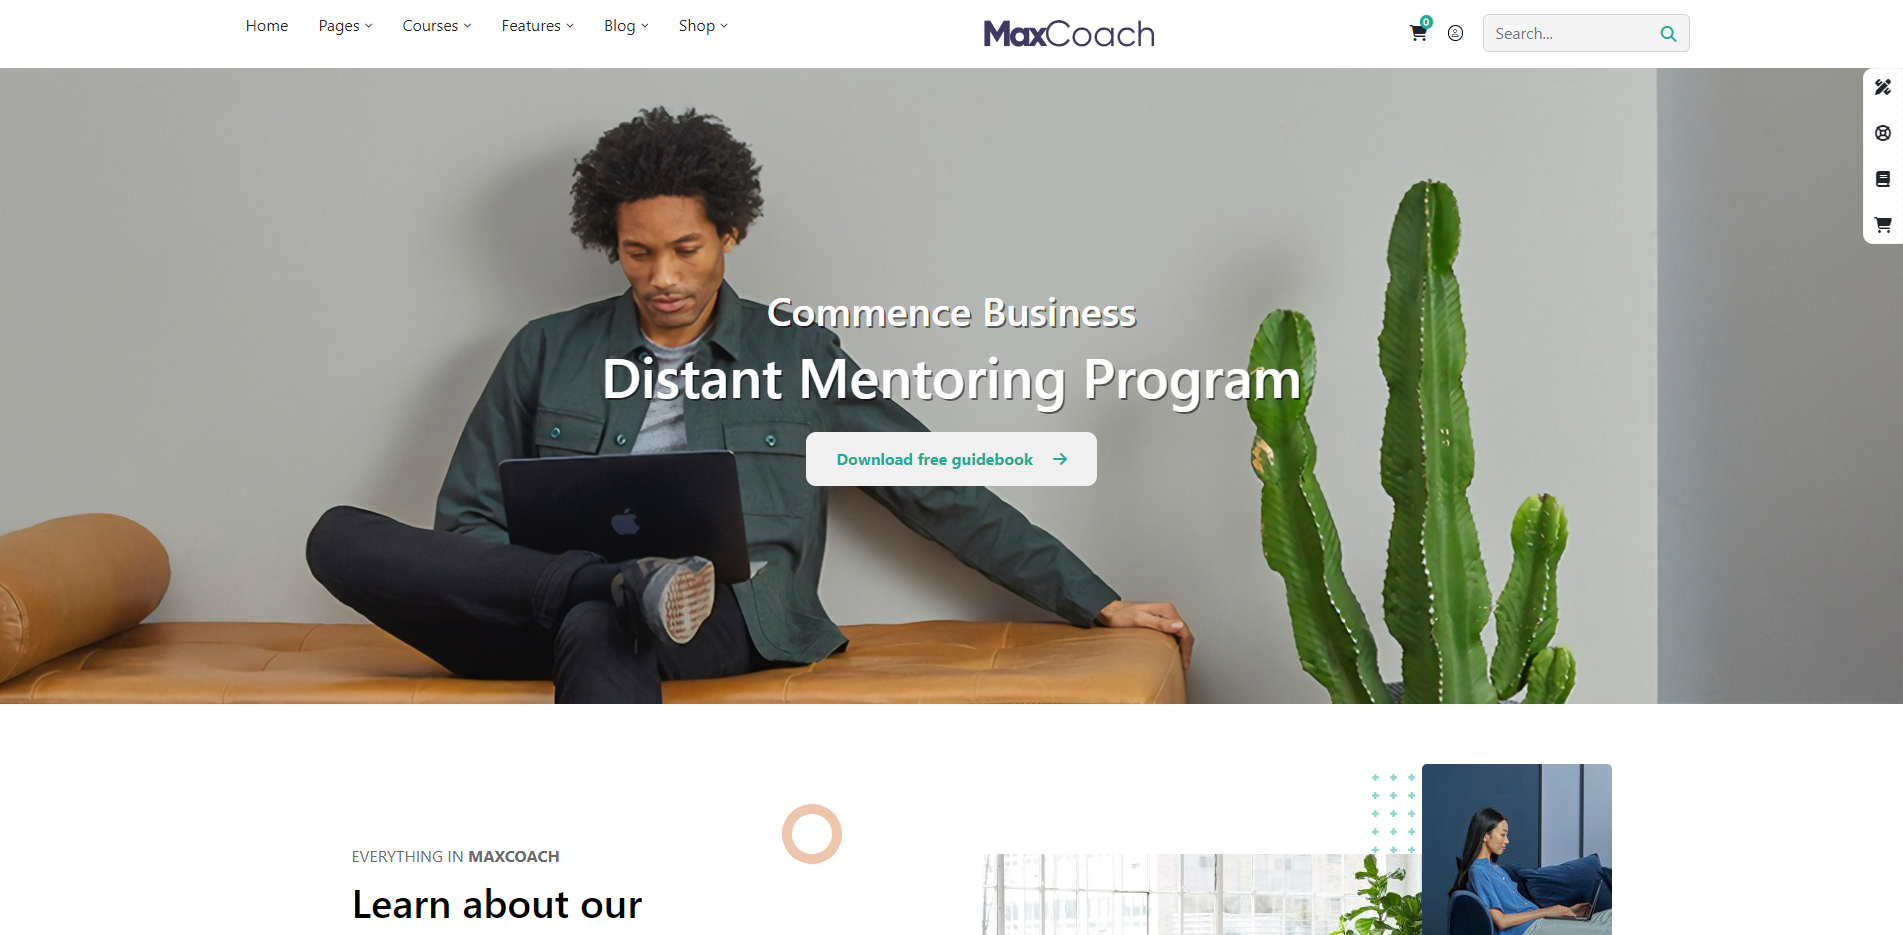 Home Pages Courses Features Blog Shop
MaxCoach
0
Search...
Commence Business
Distant Mentoring Program
Download free guidebook
EVERYTHING IN MAXCOACH
Learn about our